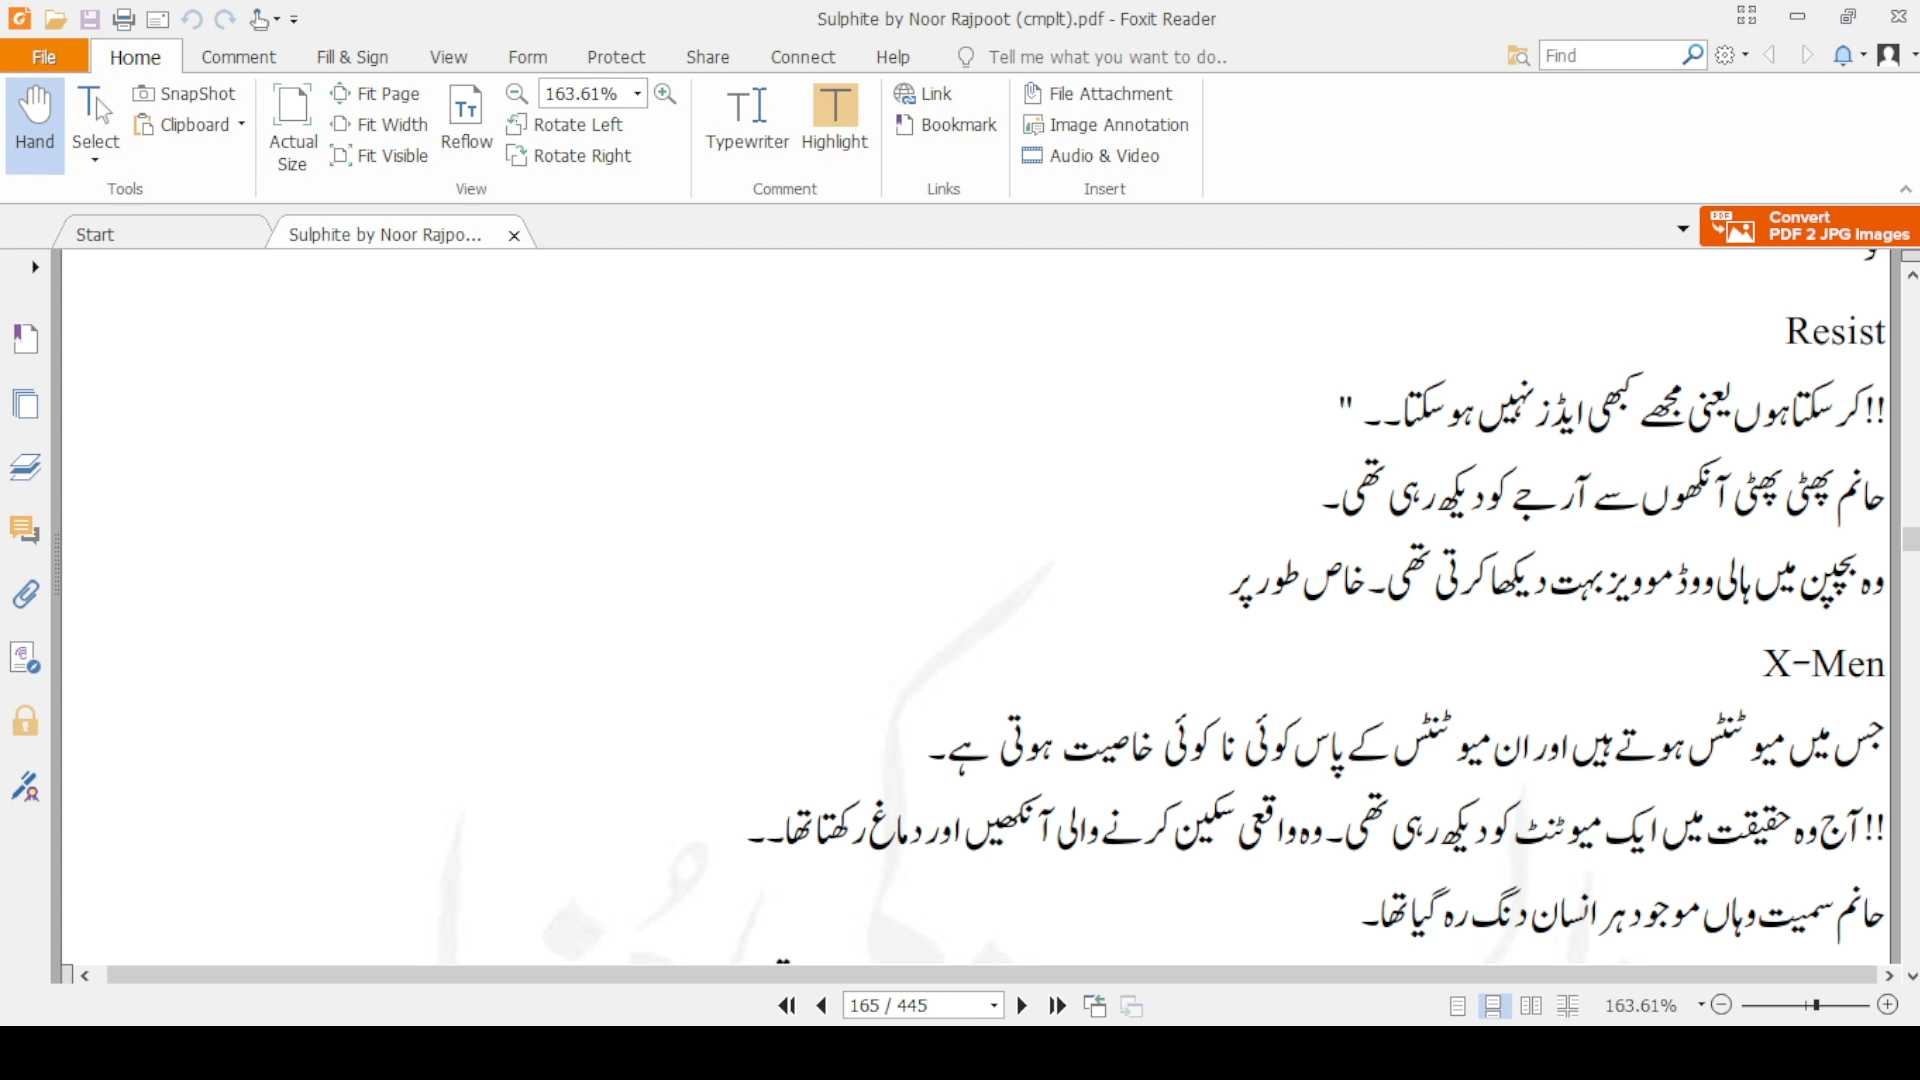 Sulphite by Noor Rajpoot (cmplt).pdf - Foxit Reader
File Home Comment Fill & Sign View Form Protect Share Connect Help Tell me what you want to do.. Find
Hand
Select
SnapShot
Clipboard
Tools
Actual Size
Fit Page
Fit Width
Fit Visible
Reflow
163.61%
Rotate Left
Rotate Right
View
Typewriter
Highlight
Comment
Link
Bookmark
Links
File Attachment
Image Annotation
Audio & Video
Insert
Start
Sulphite by Noor Rajpo...
PDF
Convert
PDF 2 JPG Images
Resist
!!کر سکتا ہوں یعنی مجھے کبھی ایڈز نہیں ہو سکتا۔۔ "
حانم پھٹی پھٹی آنکھوں سے آر جے کو دیکھ رہی تھی۔
وہ بچپن میں ہالی ووڈ موویز بہت دیکھا کرتی تھی۔ خاص طور پر
X-Men
جس میں میوٹنٹس ہوتے ہیں اور ان میوٹنٹس کے پاس کوئی نا کوئی خاصیت ہوتی ہے۔
!! آج وہ حقیقت میں ایک میوٹنٹ کو دیکھ رہی تھی۔ وہ واقعی سکین کرنے والی آنکھیں اور دماغ رکھتا تھا۔۔
حانم سمیت وہاں موجود ہر انسان دنگ رہ گیا تھا۔
165 / 445
163.61%